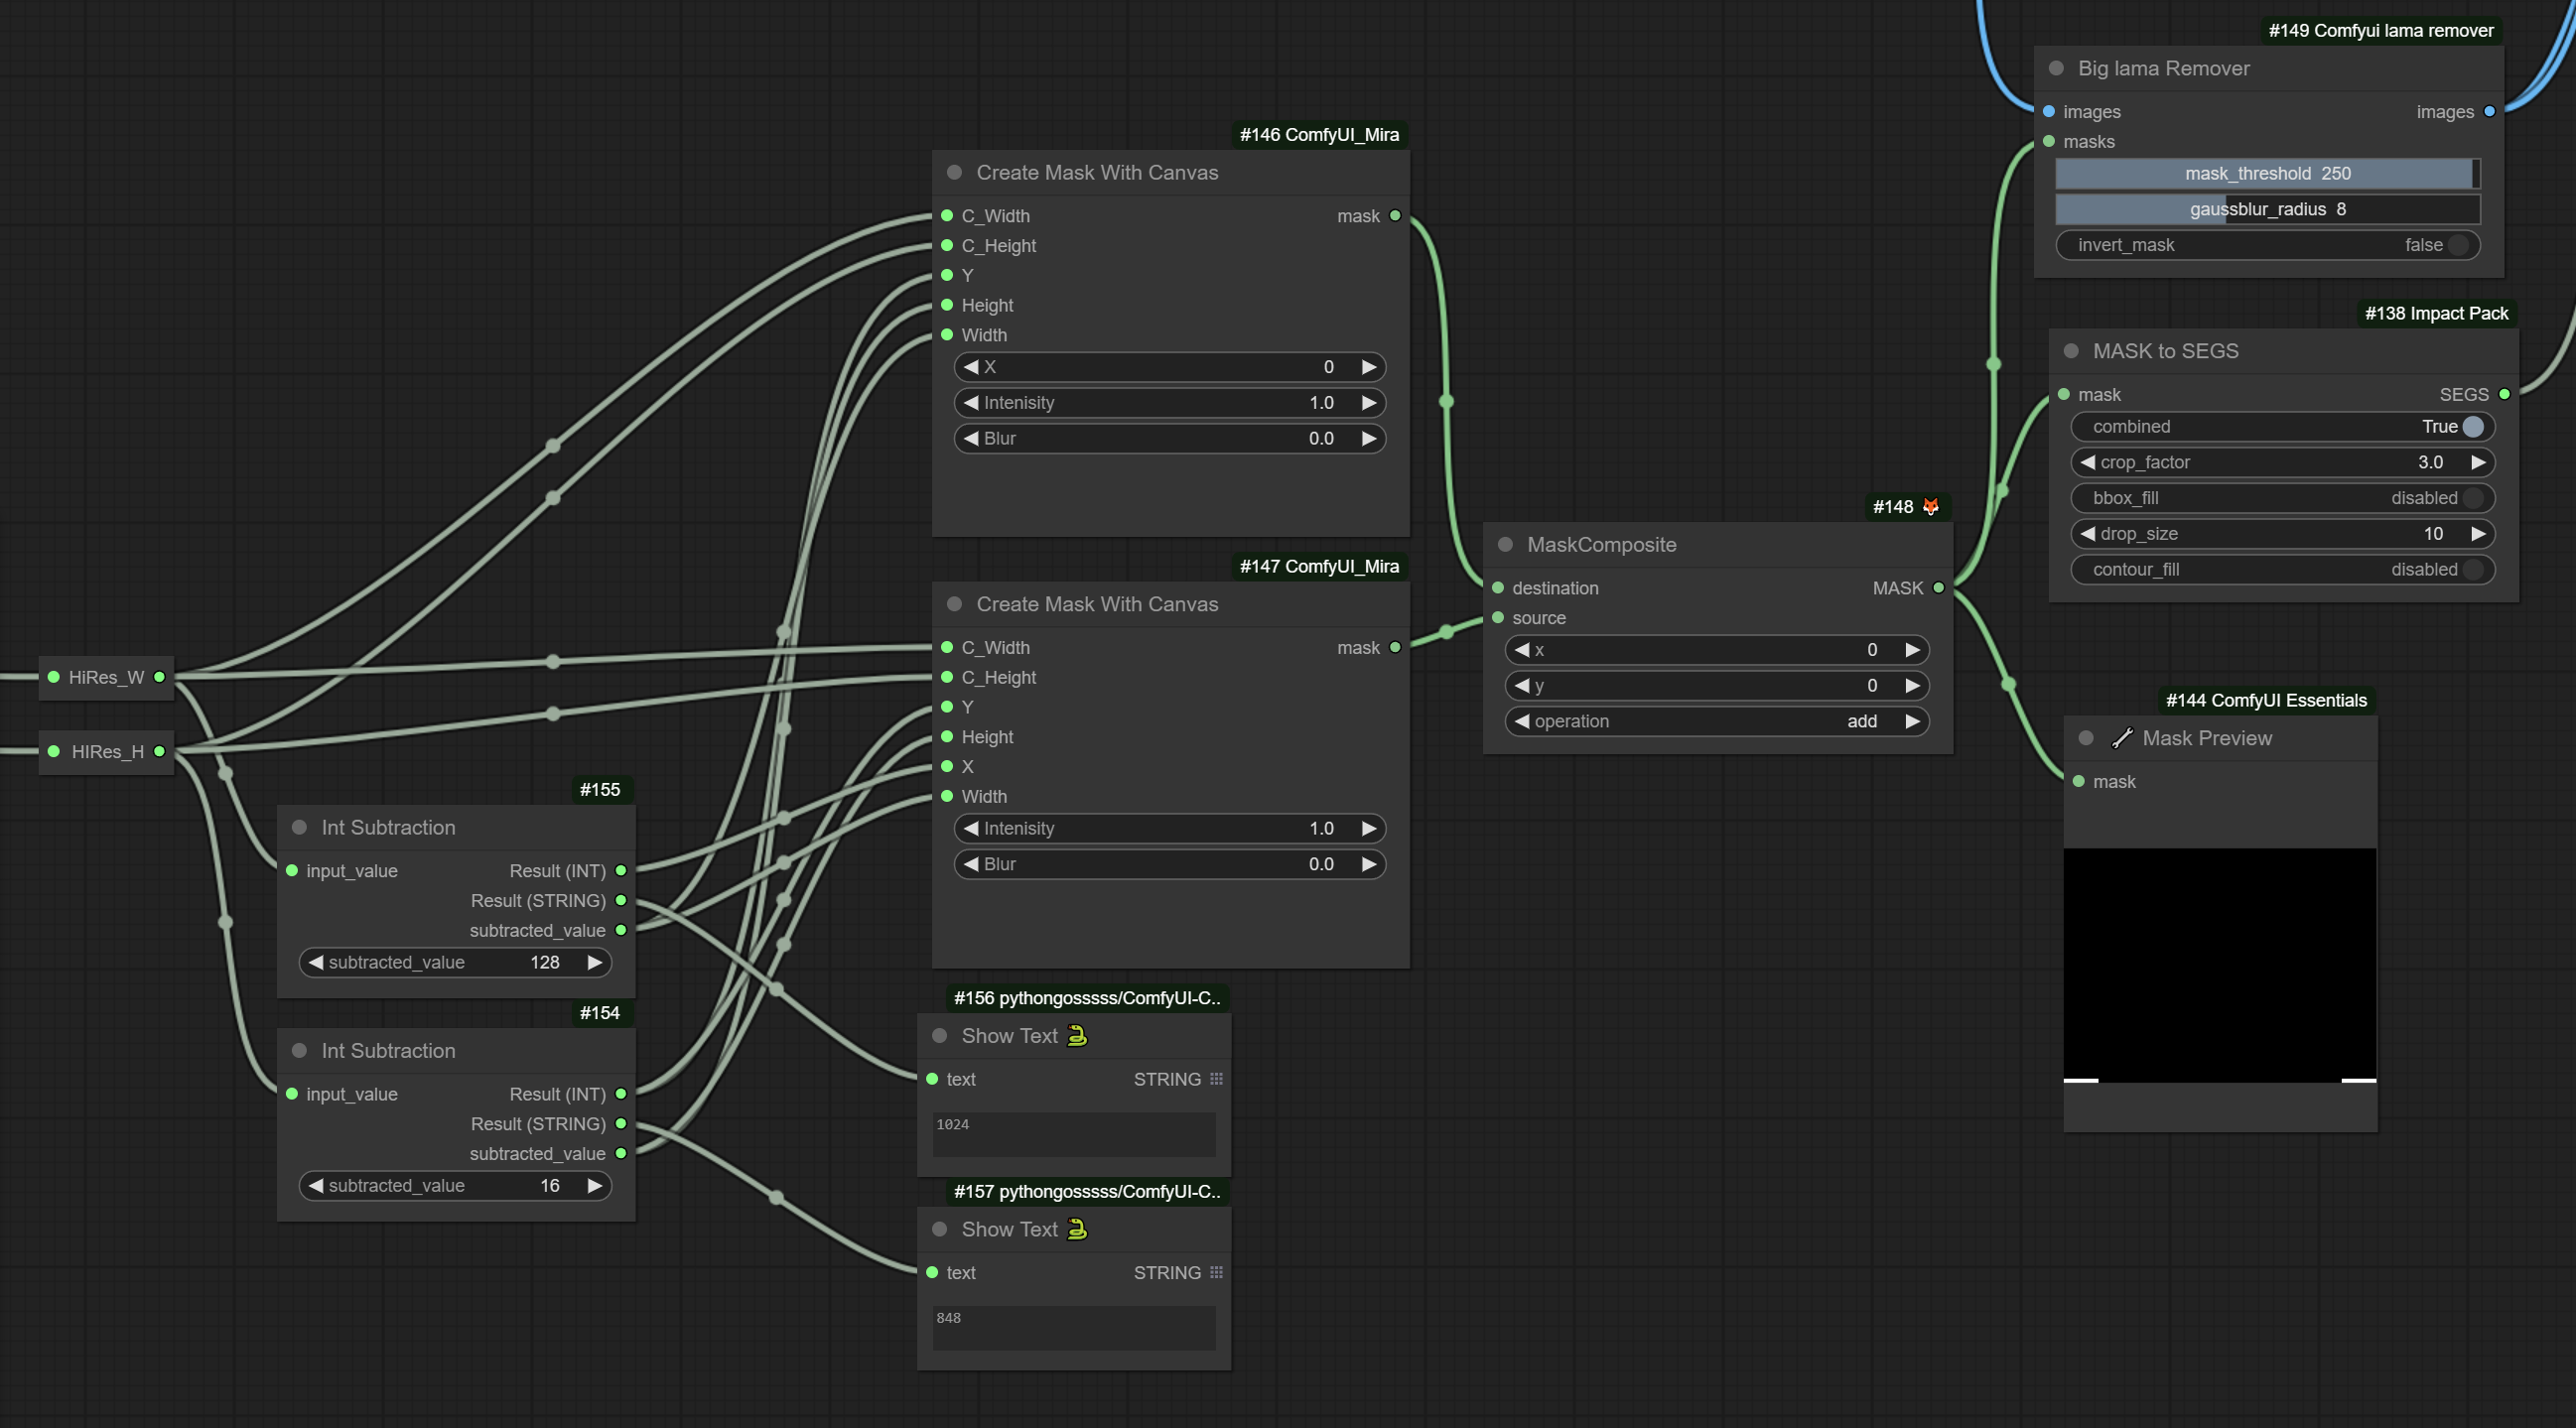 #149 Comfyui lama remover
Big lama Remover
images images
masks
mask_threshold 250
gaussblur_radius 8
invert_mask false
#146 ComfyUI_Mira
Create Mask With Canvas
C_Width mask
C_Height
Y
Height
Width
X 0
Intenisity 1.0
Blur 0.0
#138 Impact Pack
MASK to SEGS
mask SEGS
combined True
crop_factor 3.0
bbox_fill disabled
drop_size 10
contour_fill disabled
#148 🦊
MaskComposite
destination MASK
source
x 0
y 0
operation add
#147 ComfyUI_Mira
Create Mask With Canvas
C_Width mask
C_Height
Y
Height
X
Width
Intenisity 1.0
Blur 0.0
HiRes_W
HIRes_H
#144 ComfyUI Essentials
🔧 Mask Preview
mask
#155
Int Subtraction
input_value Result (INT)
Result (STRING)
subtracted_value
subtracted_value 128
#154
Int Subtraction
input_value Result (INT)
Result (STRING)
subtracted_value
subtracted_value 16
#156 pythongosssss/ComfyUI-C..
Show Text 🐍
text STRING
1024
#157 pythongosssss/ComfyUI-C..
Show Text 🐍
text STRING
848